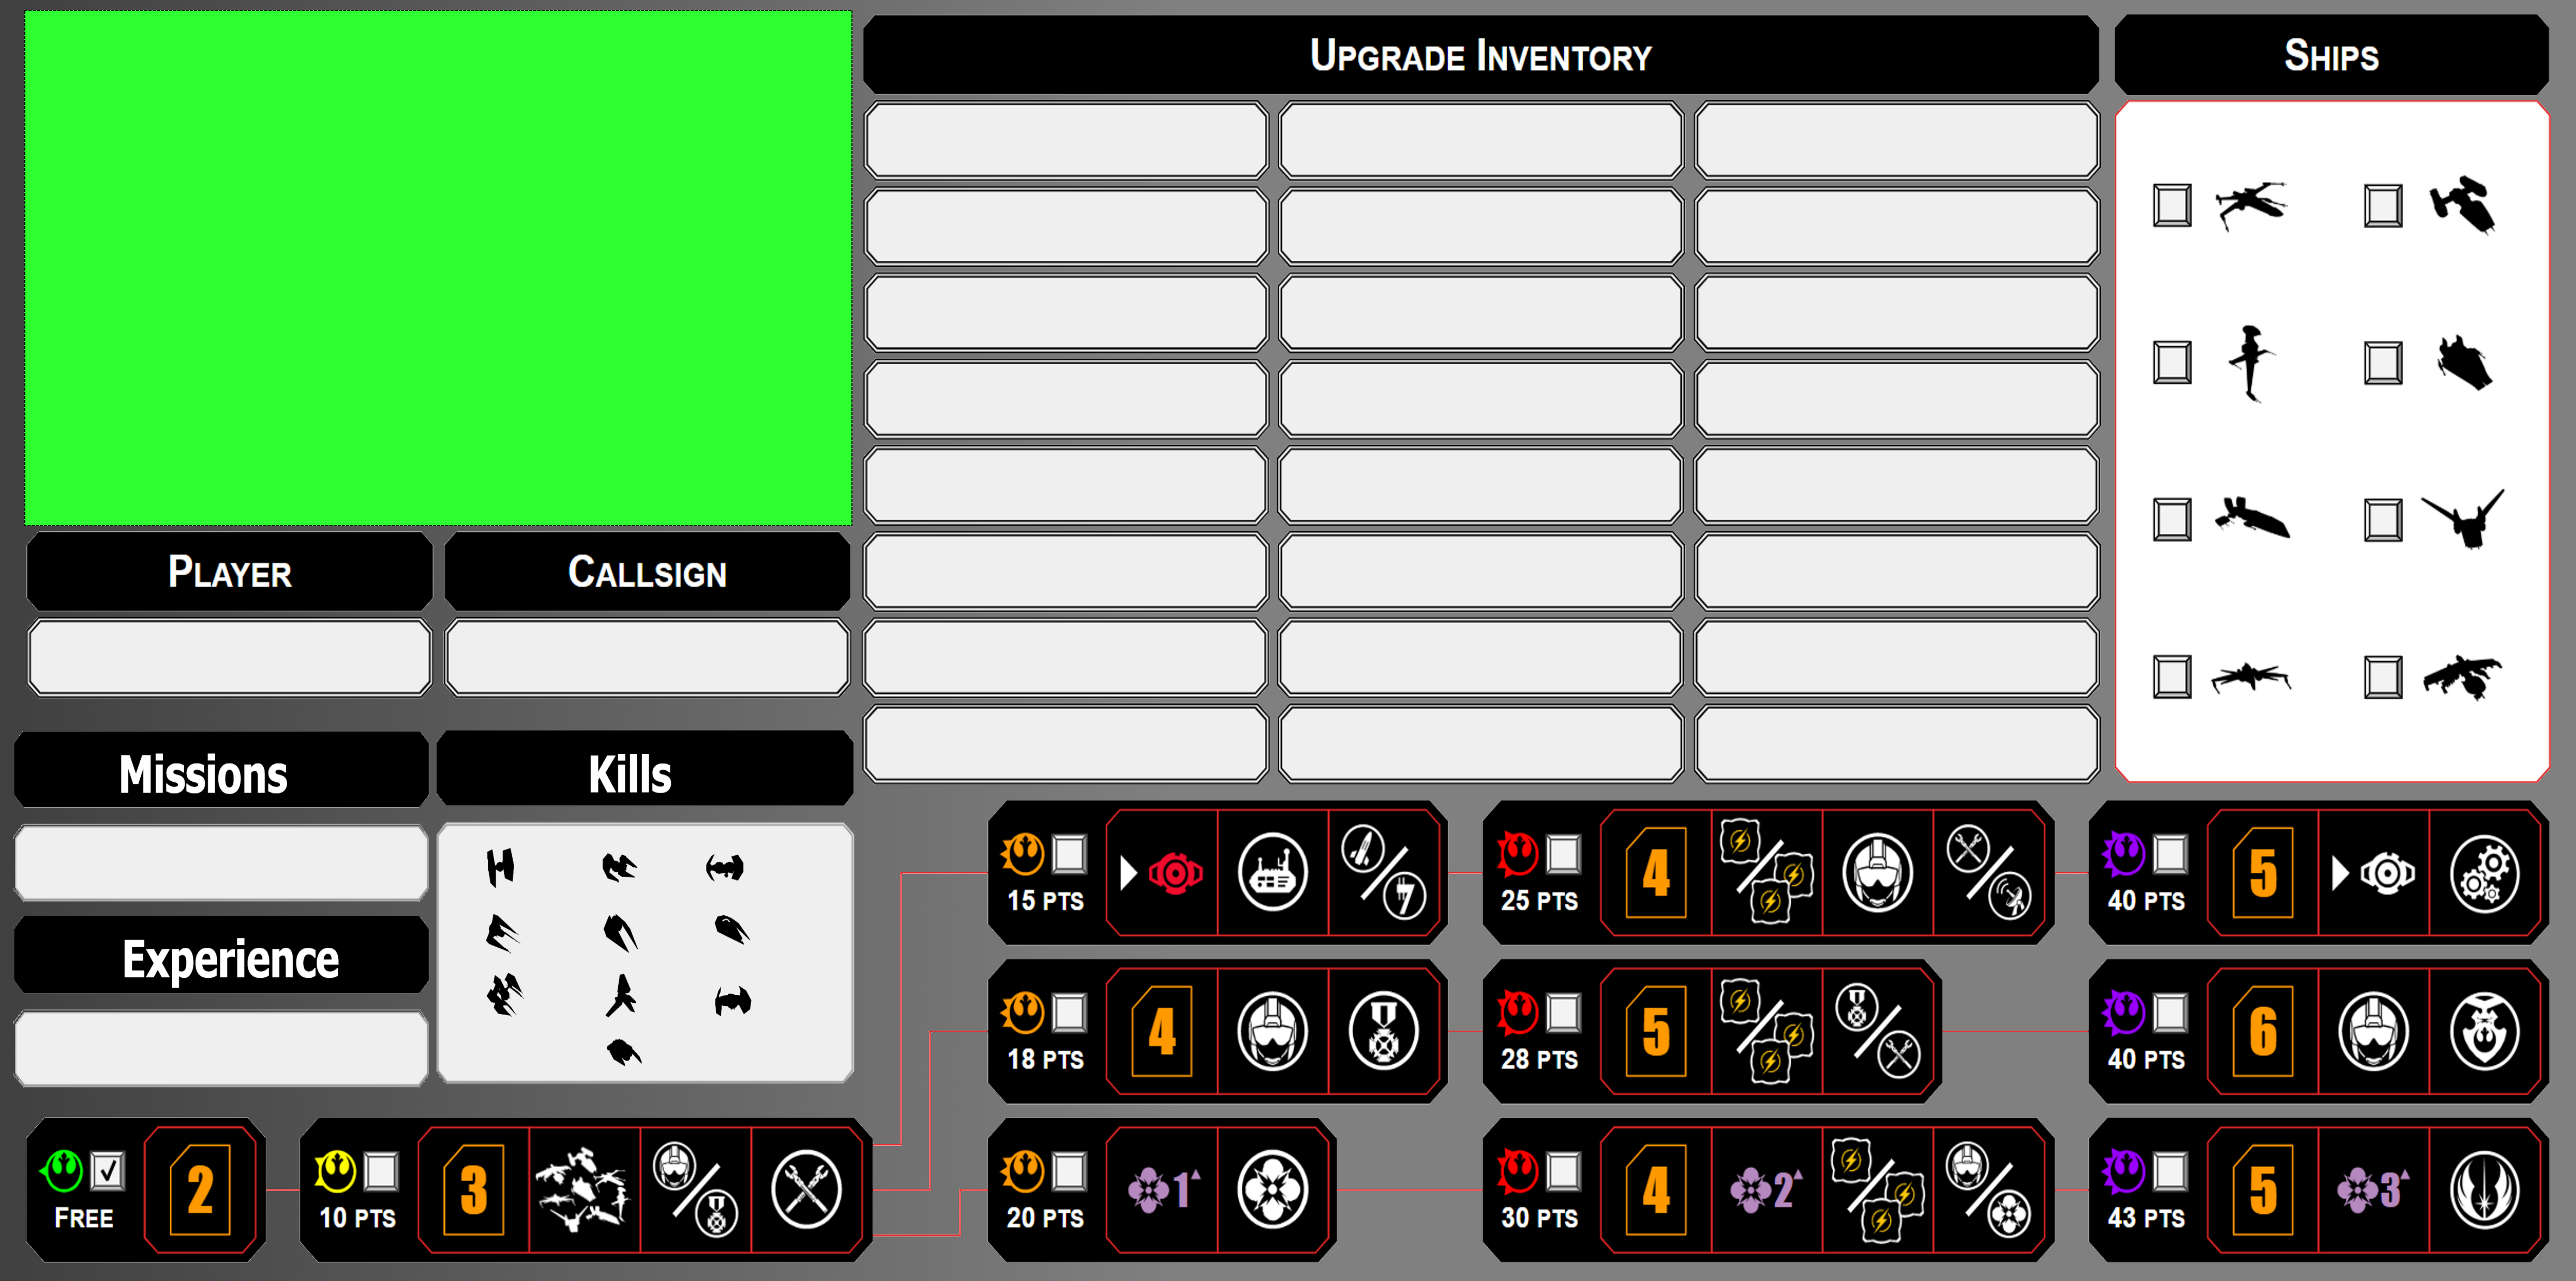 UPGRADE INVENTORY
SHIPS
PLAYER
CALLSIGN
Missions
Kills
Experience
15 PTS
25 PTS
4
40 PTS
5
18 PTS
4
28 PTS
5
40 PTS
6
FREE
2
10 PTS
3
20 PTS
1
30 PTS
4
2
43 PTS
5
3